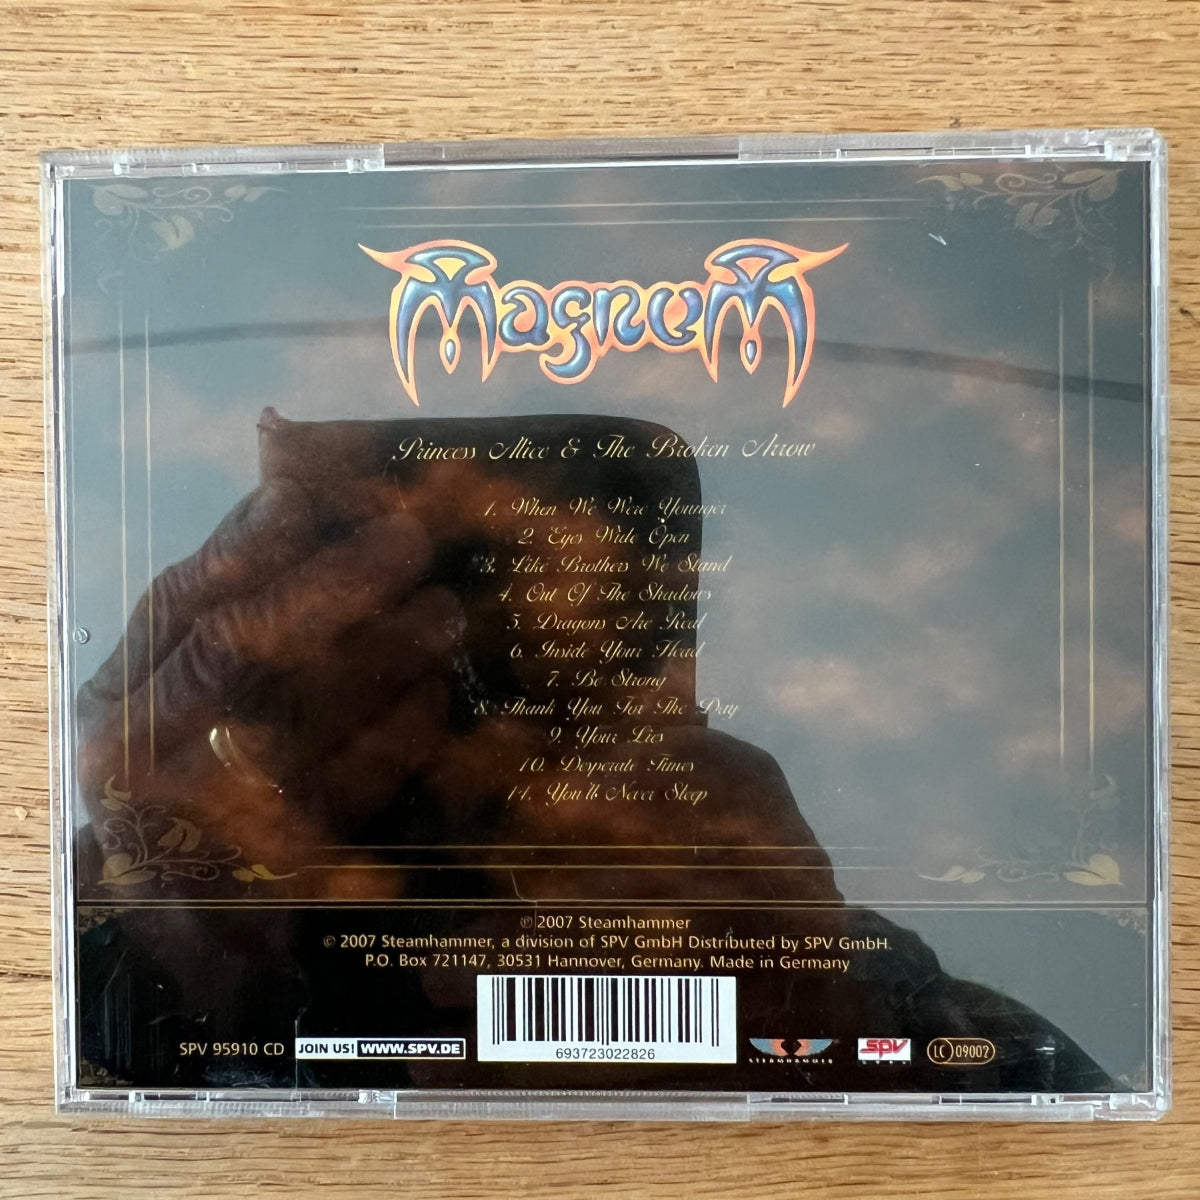 Magnum
Princess Alice & The Broken Arrow
1. When We Were Younger
2. Eyes Wide Open
3. Like Brothers We Stand
4. Out Of The Shadows
5. Dragons Are Real
6. Inside Your Head
7. Be Strong
8. Thank You For The Day
9. Your Lies
10. Desperate Times
11. You'll Never Sleep
℗ 2007 Steamhammer
© 2007 Steamhammer, a division of SPV GmbH Distributed by SPV GmbH.
P.O. Box 721147, 30531 Hannover, Germany. Made in Germany
SPV 95910 CD JOIN US! WWW.SPV.DE 693723022826 STEAMHAMMER SPV LC 09002